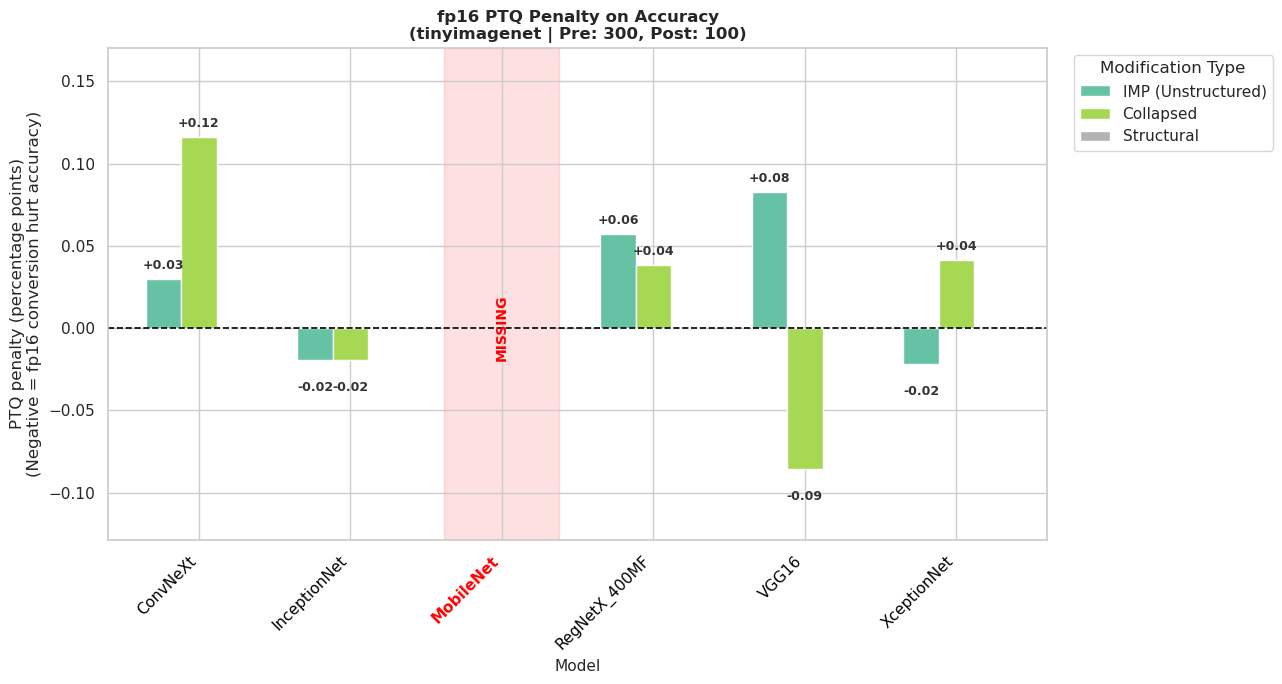 fp16 PTQ Penalty on Accuracy
(tinyimagenet | Pre: 300, Post: 100)
PTQ penalty (percentage points)
(Negative = fp16 conversion hurt accuracy)
0.15
0.10
0.05
0.00
−0.05
−0.10
+0.03
+0.12
-0.02
-0.02
MISSING
+0.06
+0.04
+0.08
-0.09
-0.02
+0.04
ConvNeXt
InceptionNet
MobileNet
RegNetX_400MF
VGG16
XceptionNet
Model
Modification Type
IMP (Unstructured)
Collapsed
Structural